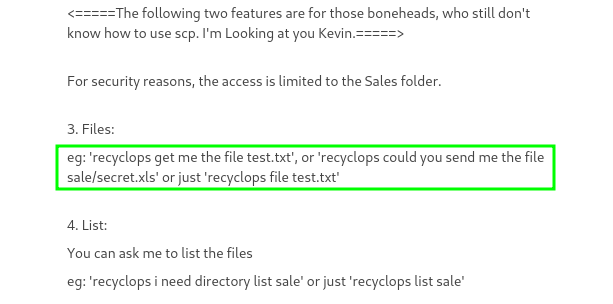 <=====The following two features are for those boneheads, who still don't
know how to use scp. I'm Looking at you Kevin.=====>
For security reasons, the access is limited to the Sales folder.
3. Files:
eg: 'recyclops get me the file test.txt', or 'recyclops could you send me the file
sale/secret.xls' or just 'recyclops file test.txt'
4. List:
You can ask me to list the files
eg: 'recyclops i need directory list sale' or just 'recyclops list sale'